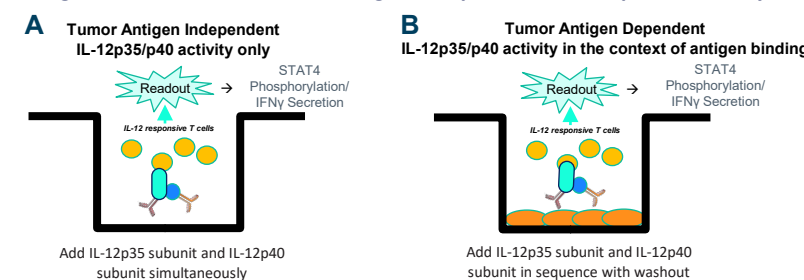 A
Tumor Antigen Independent
IL-12p35/p40 activity only
Readout
→
STAT4
Phosphorylation/
IFNγ Secretion
IL-12 responsive T cells
Add IL-12p35 subunit and IL-12p40
subunit simultaneously
B
Tumor Antigen Dependent
IL-12p35/p40 activity in the context of antigen binding
Readout
→
STAT4
Phosphorylation/
IFNγ Secretion
IL-12 responsive T cells
Add IL-12p35 subunit and IL-12p40
subunit in sequence with washout